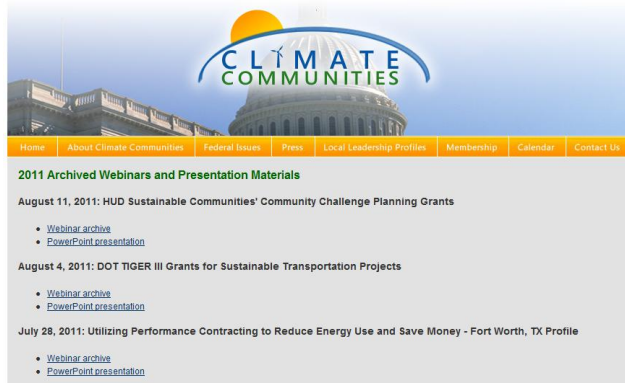 CLIMATE
COMMUNITIES
Home About Climate Communities Federal Issues Press Local Leadership Profiles Membership Calendar Contact Us
2011 Archived Webinars and Presentation Materials
August 11, 2011: HUD Sustainable Communities' Community Challenge Planning Grants
Webinar archive
PowerPoint presentation
August 4, 2011: DOT TIGER III Grants for Sustainable Transportation Projects
Webinar archive
PowerPoint presentation
July 28, 2011: Utilizing Performance Contracting to Reduce Energy Use and Save Money - Fort Worth, TX Profile
Webinar archive
PowerPoint presentation